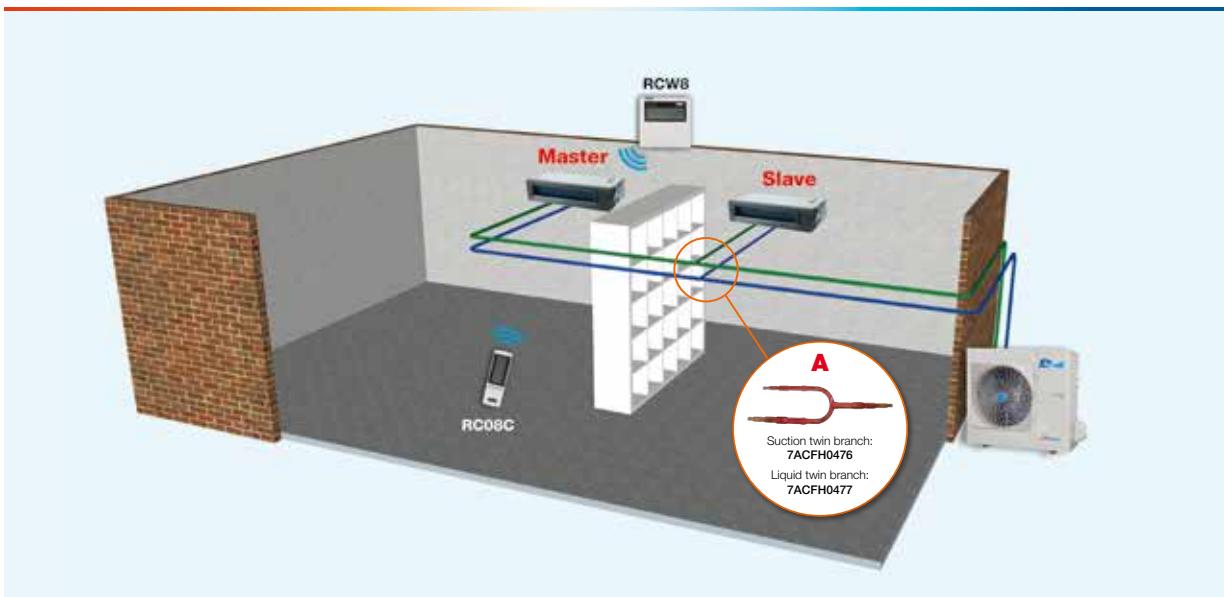 RCW8
Master
Slave
A
Suction twin branch:
7ACFH0476
Liquid twin branch:
7ACFH0477
RC08C